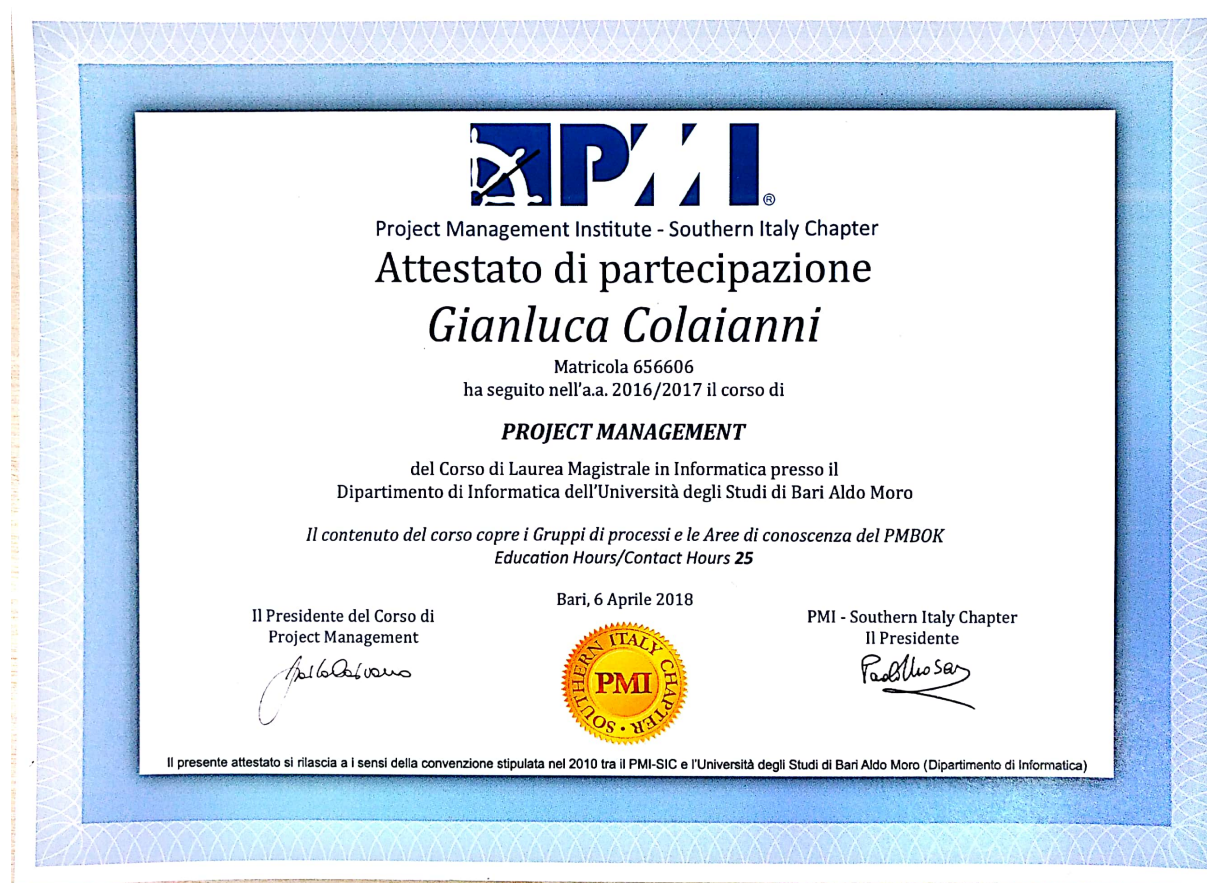 PMI®
Project Management Institute - Southern Italy Chapter
Attestato di partecipazione
Gianluca Colaianni
Matricola 656606
ha seguito nell'a.a. 2016/2017 il corso di
PROJECT MANAGEMENT
del Corso di Laurea Magistrale in Informatica presso il
Dipartimento di Informatica dell'Università degli Studi di Bari Aldo Moro
Il contenuto del corso copre i Gruppi di processi e le Aree di conoscenza del PMBOK
Education Hours/Contact Hours 25
Bari, 6 Aprile 2018
Il Presidente del Corso di
Project Management
PMI - Southern Italy Chapter
Il Presidente
SOUTHERN ITALY CHAPTER
PMI
Il presente attestato si rilascia a i sensi della convenzione stipulata nel 2010 tra il PMI-SIC e l'Università degli Studi di Bari Aldo Moro (Dipartimento di Informatica)